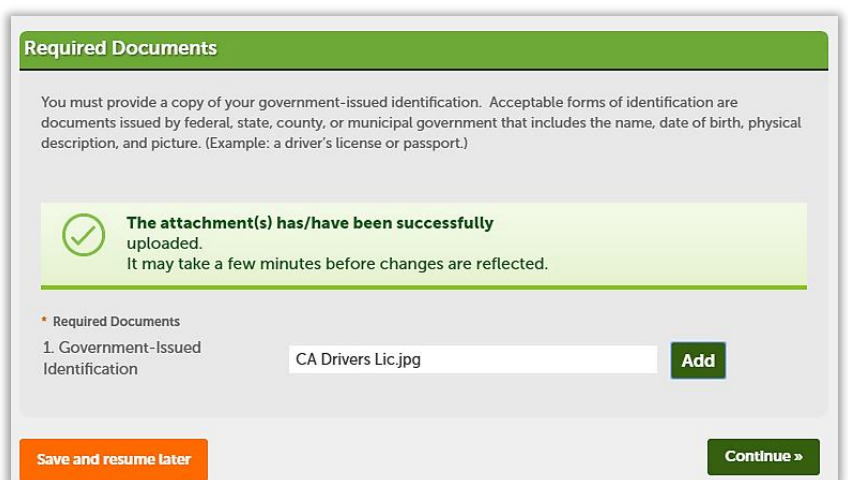 Required Documents
You must provide a copy of your government-issued identification.  Acceptable forms of identification are
documents issued by federal, state, county, or municipal government that includes the name, date of birth, physical
description, and picture. (Example: a driver's license or passport.)
The attachment(s) has/have been successfully
uploaded.
It may take a few minutes before changes are reflected.
* Required Documents
1. Government-Issued
Identification
CA Drivers Lic.jpg
Add
Save and resume later
Continue »